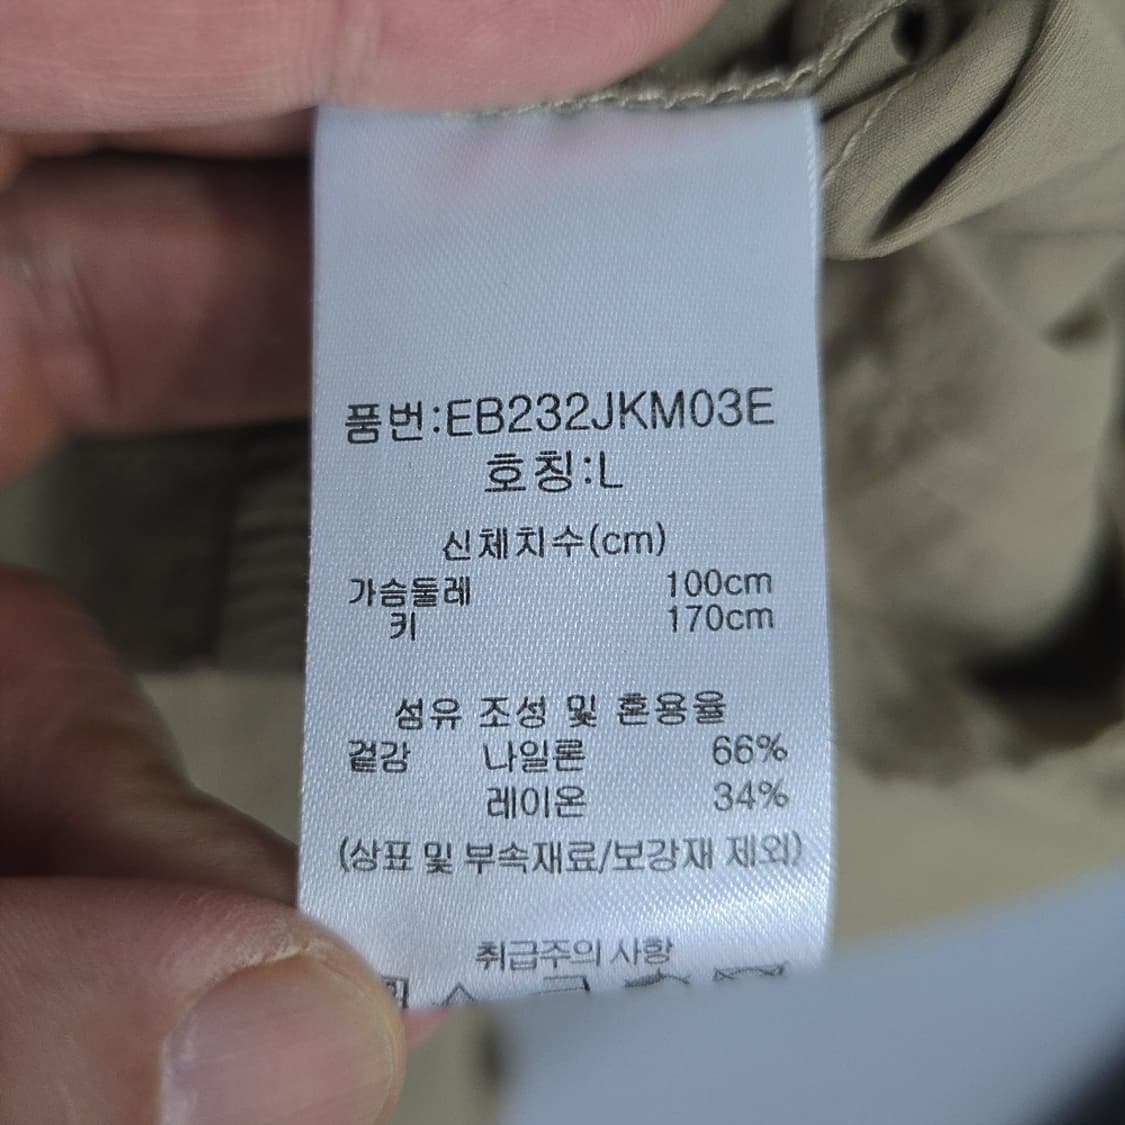 품번:EB232JKM03E
호칭:L
신체치수(cm)
가슴둘레 100cm
키 170cm
섬유 조성 및 혼용율
겉감 나일론 66%
레이온 34%
(상표 및 부속재료/보강재 제외)
취급주의 사항